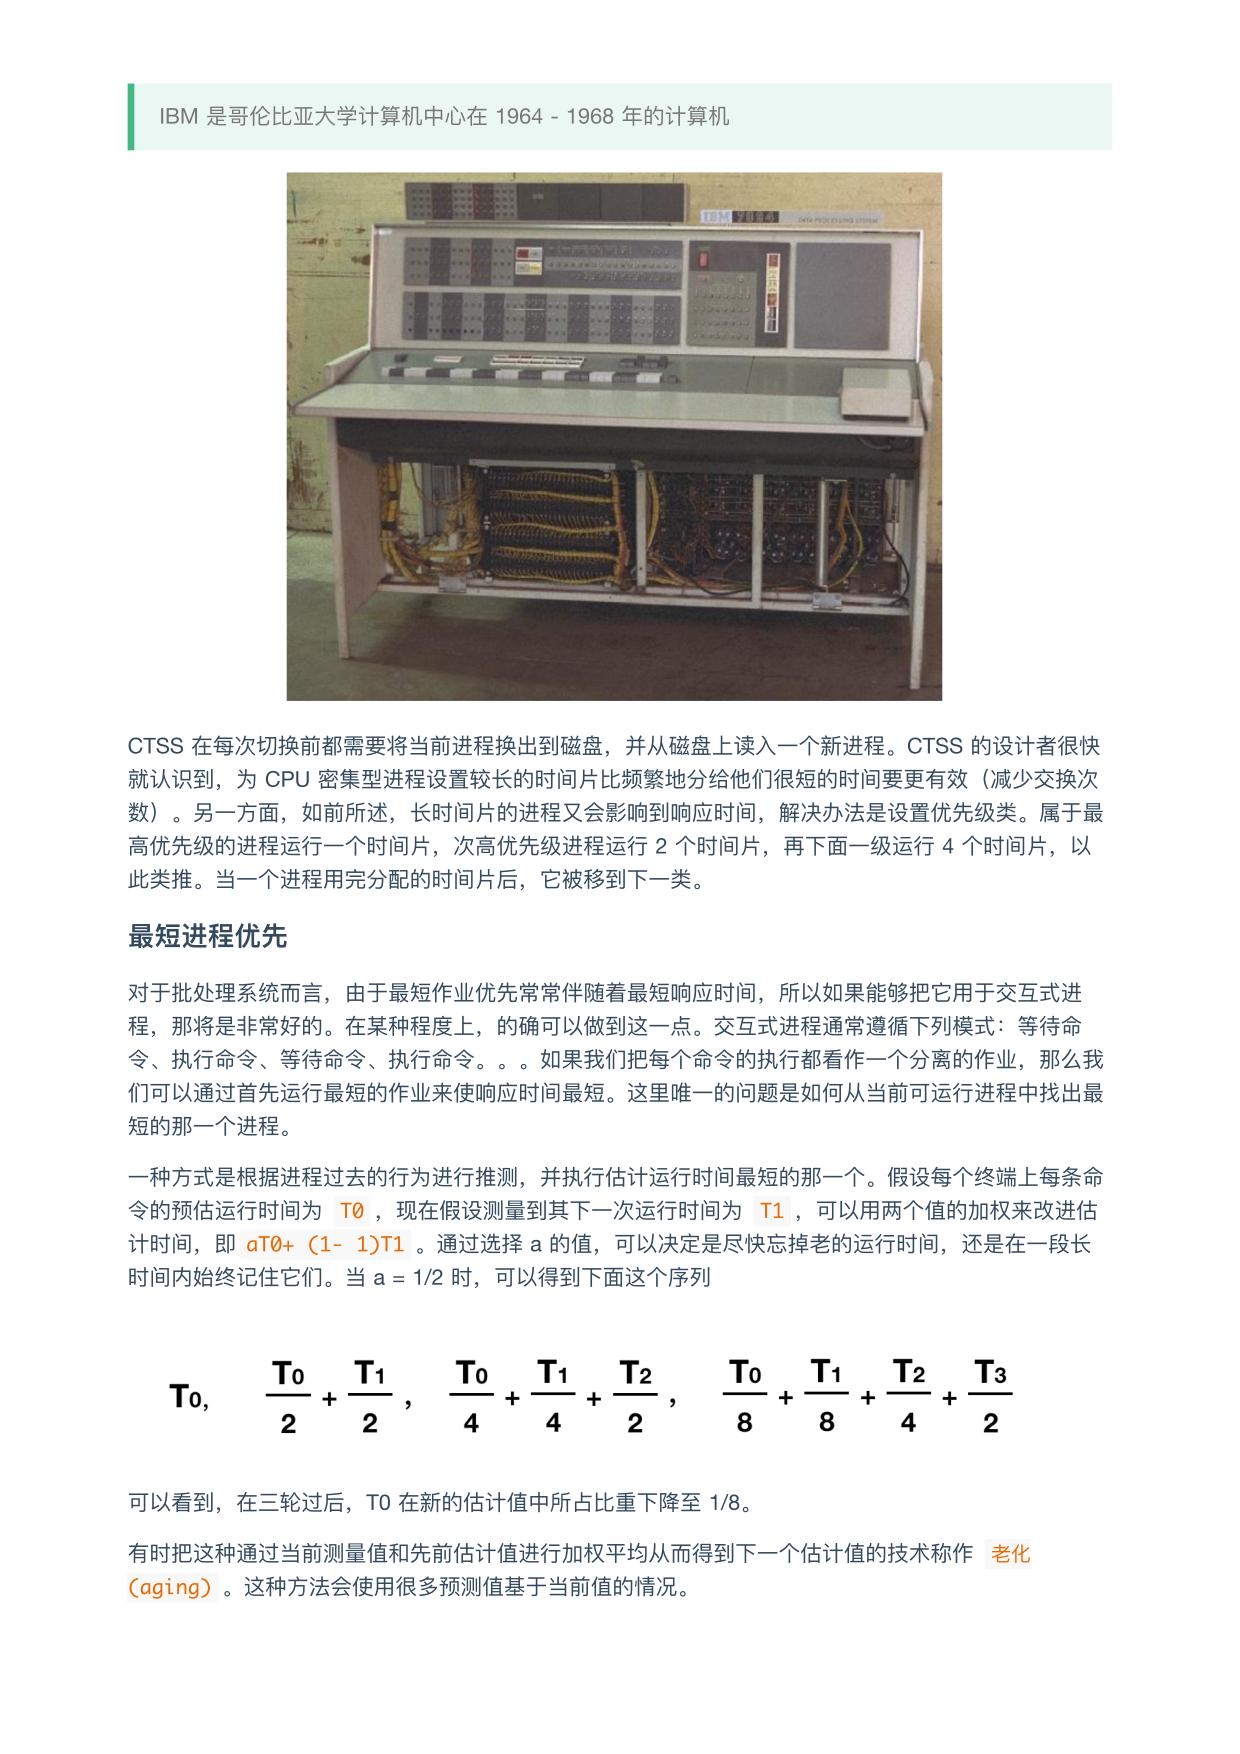 IBM 是哥伦比亚大学计算机中心在 1964 - 1968 年的计算机
IBM 7094 DATA PROCESSING SYSTEM
CTSS 在每次切换前都需要将当前进程换出到磁盘，并从磁盘上读入一个新进程。CTSS 的设计者很快
就认识到，为 CPU 密集型进程设置较长的时间片比频繁地分给他们很短的时间要更有效（减少交换次
数）。另一方面，如前所述，长时间片的进程又会影响到响应时间，解决办法是设置优先级类。属于最
高优先级的进程运行一个时间片，次高优先级进程运行 2 个时间片，再下面一级运行 4 个时间片，以
此类推。当一个进程用完分配的时间片后，它被移到下一类。
最短进程优先
对于批处理系统而言，由于最短作业优先常常伴随着最短响应时间，所以如果能够把它用于交互式进
程，那将是非常好的。在某种程度上，的确可以做到这一点。交互式进程通常遵循下列模式：等待命
令、执行命令、等待命令、执行命令。。。如果我们把每个命令的执行都看作一个分离的作业，那么我
们可以通过首先运行最短的作业来使响应时间最短。这里唯一的问题是如何从当前可运行进程中找出最
短的那一个进程。
一种方式是根据进程过去的行为进行推测，并执行估计运行时间最短的那一个。假设每个终端上每条命
令的预估运行时间为 T0 ，现在假设测量到其下一次运行时间为 T1 ，可以用两个值的加权来改进估
计时间，即 aT0+ (1- 1)T1 。通过选择 a 的值，可以决定是尽快忘掉老的运行时间，还是在一段长
时间内始终记住它们。当 a = 1/2 时，可以得到下面这个序列
T0, T0/2 + T1/2 , T0/4 + T1/4 + T2/2 , T0/8 + T1/8 + T2/4 + T3/2
可以看到，在三轮过后，T0 在新的估计值中所占比重下降至 1/8。
有时把这种通过当前测量值和先前估计值进行加权平均从而得到下一个估计值的技术称作 老化
(aging) 。这种方法会使用很多预测值基于当前值的情况。